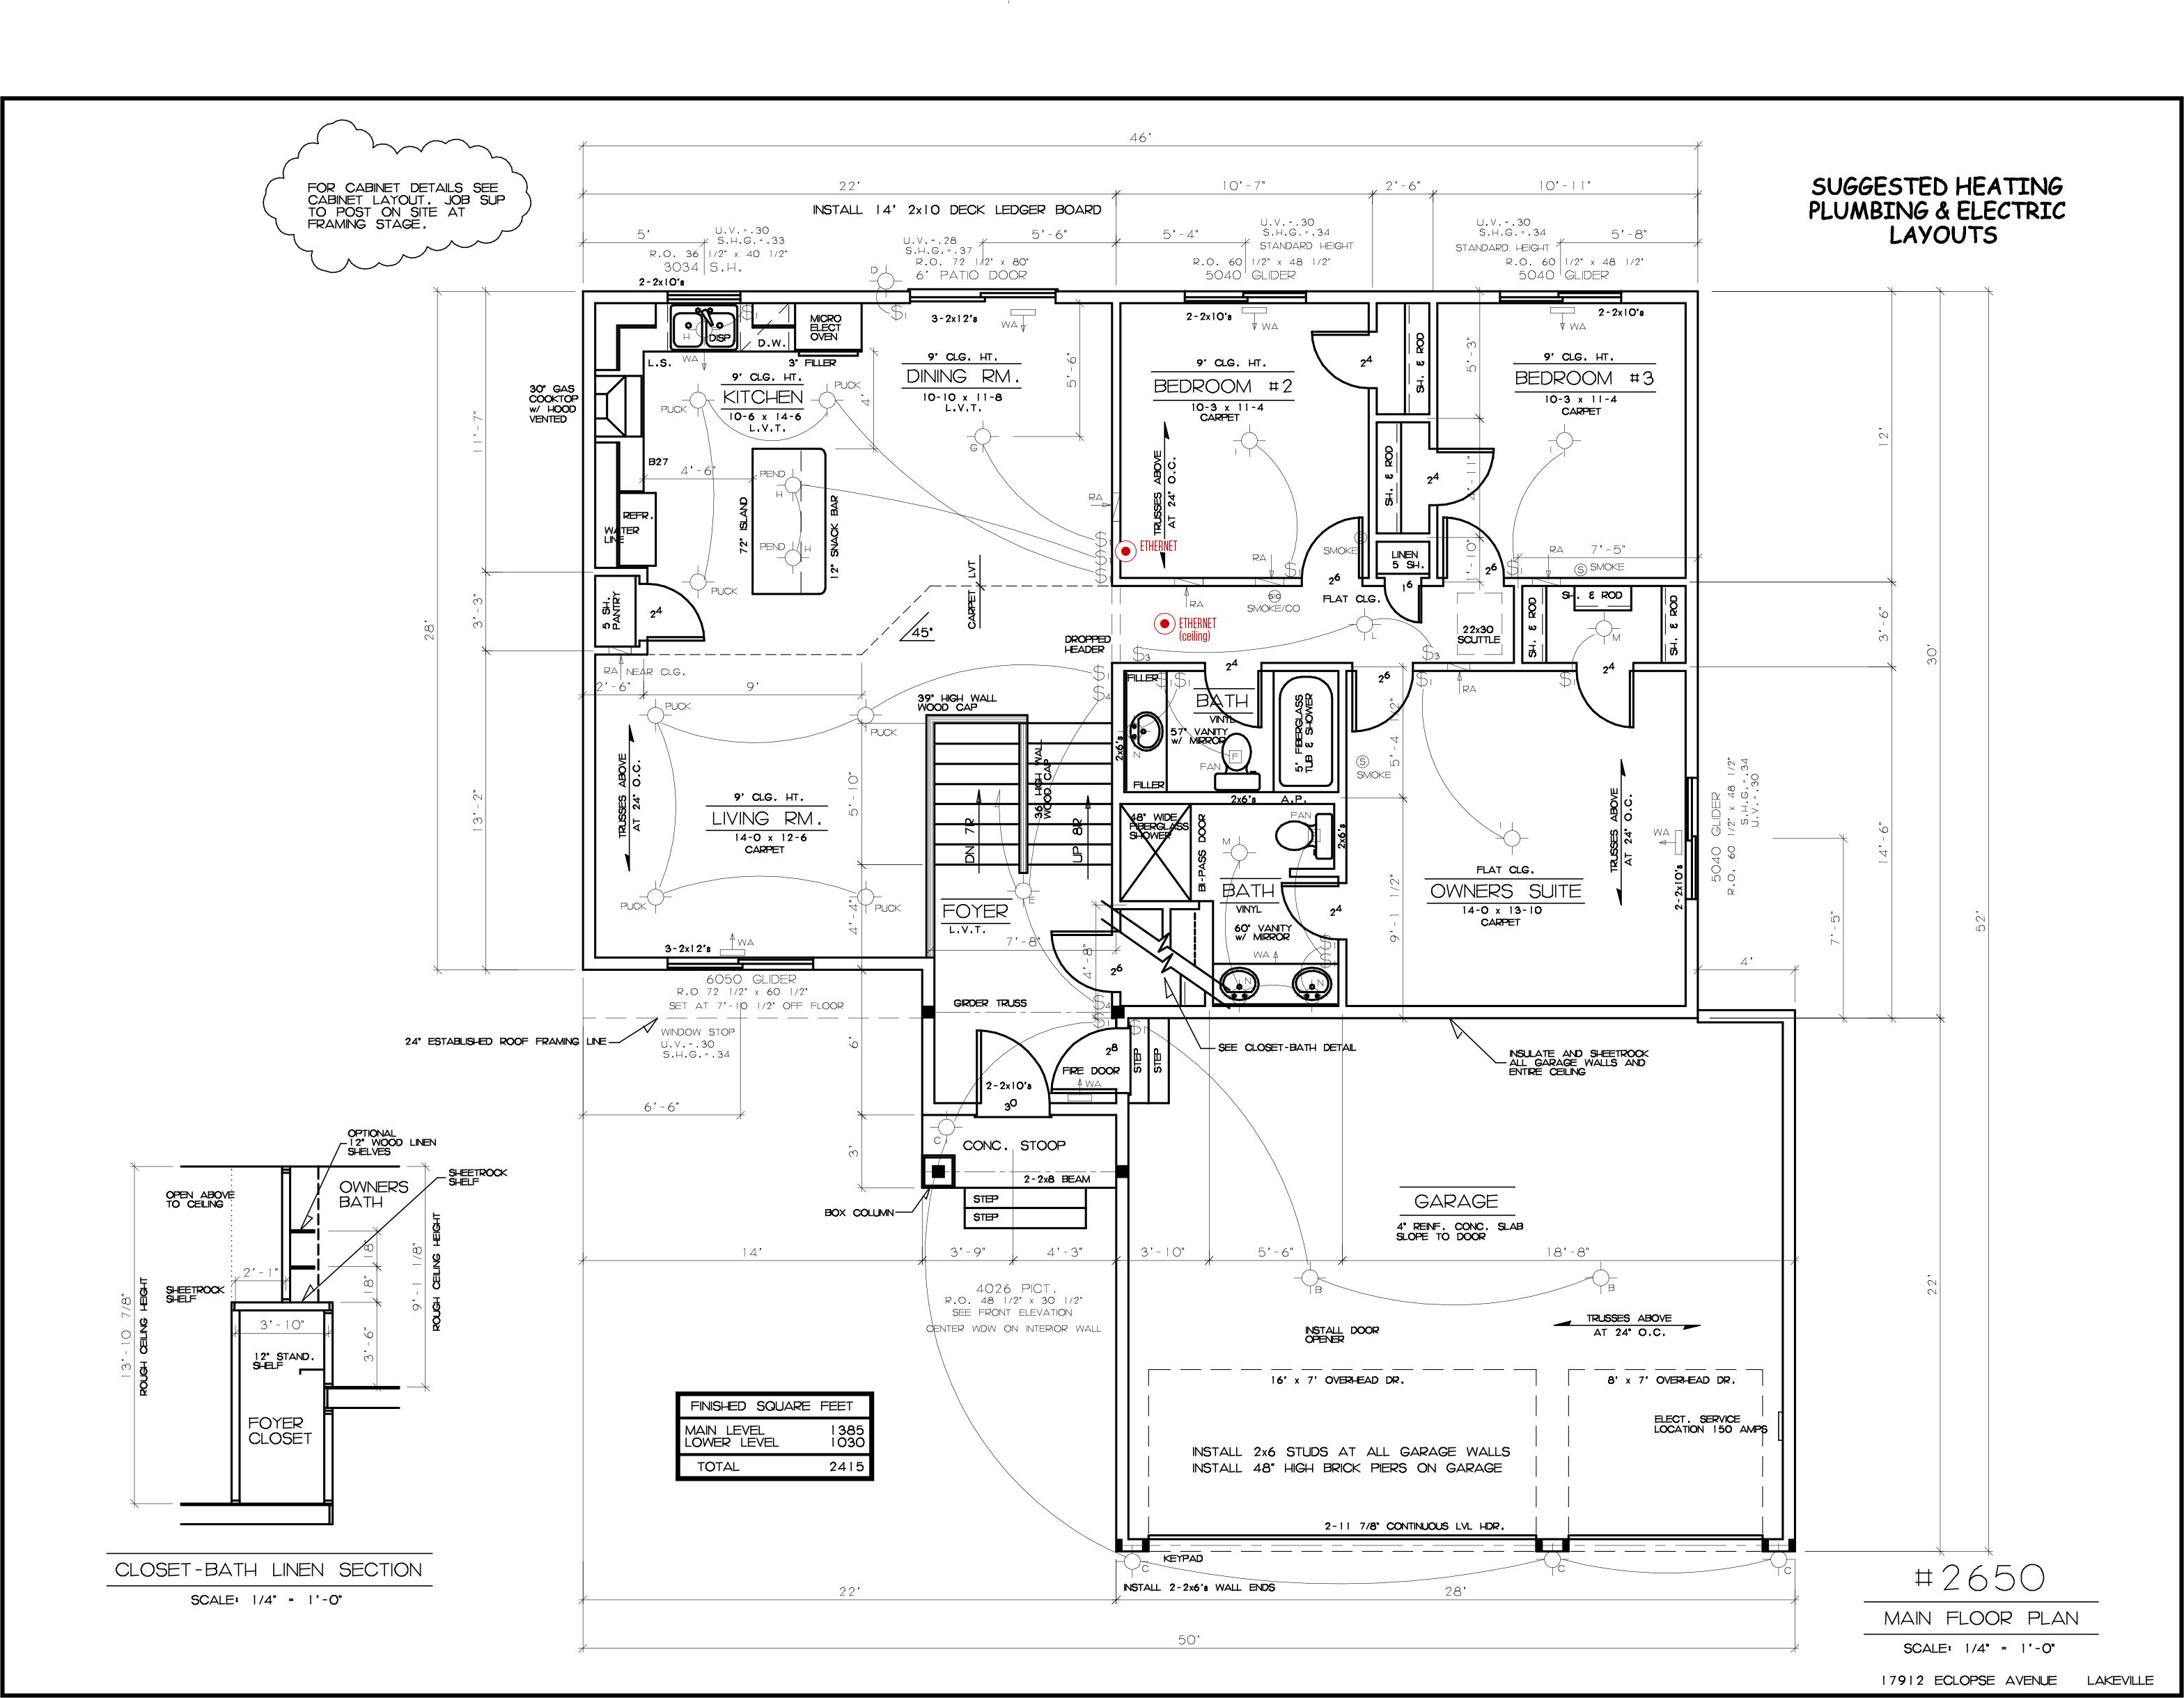 FOR CABINET DETAILS SEE
CABINET LAYOUT. JOB SUP
TO POST ON SITE AT
FRAMING STAGE.
SUGGESTED HEATING
PLUMBING & ELECTRIC
LAYOUTS
46'
22'
10'-7"
2'-6"
10'-11"
INSTALL 14' 2x10 DECK LEDGER BOARD
5'
U.V.=.30
S.H.G.=.33
R.O. 36 1/2" x 40 1/2"
3034 S.H.
2-2x10's
U.V.=.28
S.H.G.=.37
R.O. 72 1/2" x 80"
6' PATIO DOOR
5'-6"
5'-4"
U.V.=.30
S.H.G.=.34
STANDARD HEIGHT
R.O. 60 1/2" x 48 1/2"
5040 GLIDER
U.V.=.30
S.H.G.=.34
STANDARD HEIGHT
R.O. 60 1/2" x 48 1/2"
5040 GLIDER
5'-8"
D
H
DISP
D.W.
MICRO
ELECT
OVEN
3" FILLER
L.S.
WA
3-2x12's
WA
2-2x10's
WA
2-2x10's
WA
30" GAS
COOKTOP
w/ HOOD
VENTED
9' CLG. HT.
KITCHEN
10-6 x 14-6
L.V.T.
PUCK
PUCK
4'
9' CLG. HT.
DINING RM.
10-10 x 11-8
L.V.T.
5'-6"
G
9' CLG. HT.
BEDROOM #2
10-3 x 11-4
CARPET
24
SH. & ROD
5'-3"
9' CLG. HT.
BEDROOM #3
10-3 x 11-4
CARPET
11'-7"
12'
B27
4'-6"
PEND
H
PEND
H
72" ISLAND
12" SNACK BAR
REFR.
WATER
LINE
PUCK
5 SH.
PANTRY
24
RA
TRUSSES ABOVE
AT 24" O.C.
SH. & ROD
24
4'-11"
1'-10"
ETHERNET
SMOKE
RA
LINEN
5 SH.
16
26
26
RA
7'-5"
SMOKE
CARPET LVT
45°
RA
SMOKE/CO
FLAT CLG.
ETHERNET
(ceiling)
L
22x30
SCUTTLE
SH. & ROD
SH. & ROD
SH. & ROD
M
24
3'-3"
3'-6"
28'
30'
52'
RA NEAR CLG.
2'-6"
9'
DROPPED
HEADER
39" HIGH WALL
WOOD CAP
24
26
RA
PUCK
PUCK
FILLER
BATH
VINYL
57" VANITY
w/ MIRROR
FAN
F
N
FILLER
2x6's
5' FIBERGLASS
TUB & SHOWER
5'-4 1/2"
SMOKE
TRUSSES ABOVE
AT 24" O.C.
5'-10"
13'-2"
9' CLG. HT.
LIVING RM.
14-0 x 12-6
CARPET
36" HIGH WALL
WOOD CAP
DN 7R
UP 8R
2x6's A.P.
48" WIDE
FIBERGLASS
SHOWER
BI-PASS DOOR
FAN
2x6's
M
TRUSSES ABOVE
AT 24" O.C.
WA
2-2x10's
5040 GLIDER
R.O. 60 1/2" x 48 1/2"
S.H.G.=.34
U.V.=.30
14'-6"
7'-5"
PUCK
PUCK
4'-4"
FOYER
L.V.T.
E
7'-8"
4'-8"
26
BATH
VINYL
60" VANITY
w/ MIRROR
WA
24
N
N
9'-1 1/2"
FLAT CLG.
OWNERS SUITE
14-0 x 13-10
CARPET
4'
3-2x12's
WA
6050 GLIDER
R.O 72 1/2" x 60 1/2"
SET AT 7'-10 1/2" OFF FLOOR
GIRDER TRUSS
24" ESTABLISHED ROOF FRAMING LINE
WINDOW STOP
U.V.=.30
S.H.G.=.34
6'
28
FIRE DOOR
WA
STEP
STEP
SEE CLOSET-BATH DETAIL
INSULATE AND SHEETROCK
ALL GARAGE WALLS AND
ENTIRE CEILING
2-2x10's
30
6'-6"
C
CONC. STOOP
3'
2-2x8 BEAM
STEP
STEP
BOX COLUMN
GARAGE
4" REINF. CONC. SLAB
SLOPE TO DOOR
14'
3'-9"
4'-3"
3'-10"
5'-6"
18'-8"
4026 PICT.
R.O. 48 1/2" x 30 1/2"
SEE FRONT ELEVATION
CENTER WDW ON INTERIOR WALL
B
B
22'
INSTALL DOOR
OPENER
TRUSSES ABOVE
AT 24" O.C.
16' x 7' OVERHEAD DR.
8' x 7' OVERHEAD DR.
ELECT. SERVICE
LOCATION 150 AMPS
INSTALL 2x6 STUDS AT ALL GARAGE WALLS
INSTALL 48" HIGH BRICK PIERS ON GARAGE
2-11 7/8" CONTINUOUS LVL HDR.
KEYPAD
C
C
C
INSTALL 2-2x6's WALL ENDS
22'
28'
50'
FINISHED SQUARE FEET
MAIN LEVEL 1385
LOWER LEVEL 1030
TOTAL 2415
OPTIONAL
12" WOOD LINEN
SHELVES
SHEETROCK
SHELF
OPEN ABOVE
TO CEILING
OWNERS
BATH
18"
18"
2'-1"
SHEETROCK
SHELF
3'-10"
3'-6"
9'-1 1/8"
ROUGH CEILING HEIGHT
13'-10 7/8"
ROUGH CEILING HEIGHT
12" STAND.
SHELF
FOYER
CLOSET
CLOSET-BATH LINEN SECTION
SCALE: 1/4" = 1'-0"
#2650
MAIN FLOOR PLAN
SCALE: 1/4" = 1'-0"
17912 ECLOPSE AVENUE LAKEVILLE